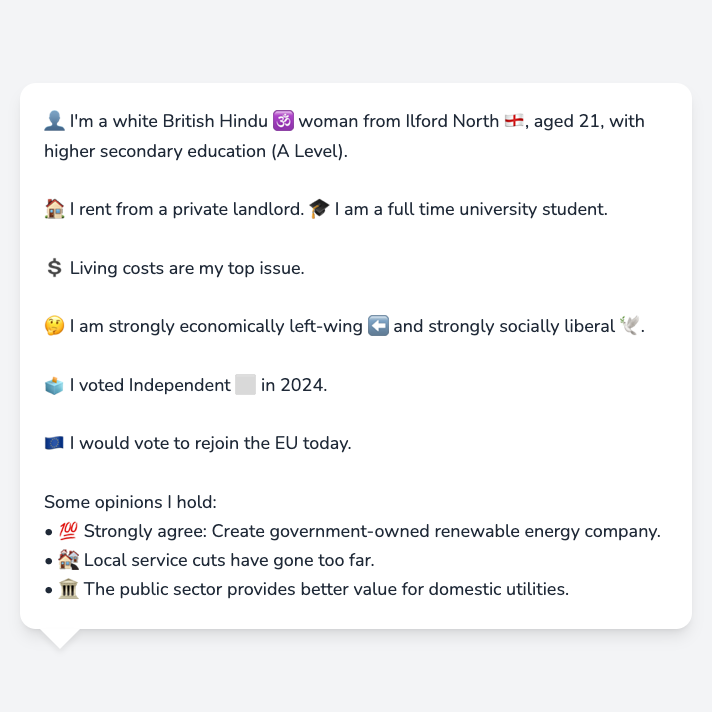 👤 I'm a white British Hindu 🕉️ woman from Ilford North 🏴󠁧󠁢󠁥󠁮󠁧󠁿, aged 21, with
higher secondary education (A Level).
🏠 I rent from a private landlord. 🎓 I am a full time university student.
💲 Living costs are my top issue.
🤔 I am strongly economically left-wing ⬅️ and strongly socially liberal 🕊️.
🗳️ I voted Independent ⬜ in 2024.
🇪🇺 I would vote to rejoin the EU today.
Some opinions I hold:
• 💯 Strongly agree: Create government-owned renewable energy company.
• 🏚️ Local service cuts have gone too far.
• 🏛️ The public sector provides better value for domestic utilities.